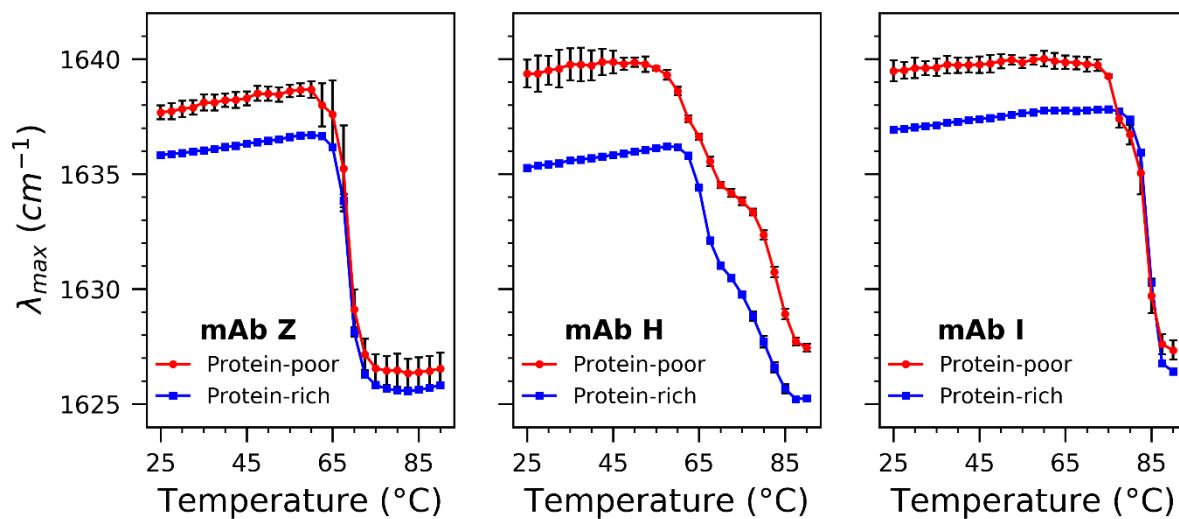 λmax (cm−1)
1640
1635
1630
1625
mAb Z
Protein-poor
Protein-rich
25 45 65 85
Temperature (°C)
mAb H
Protein-poor
Protein-rich
25 45 65 85
Temperature (°C)
mAb I
Protein-poor
Protein-rich
25 45 65 85
Temperature (°C)